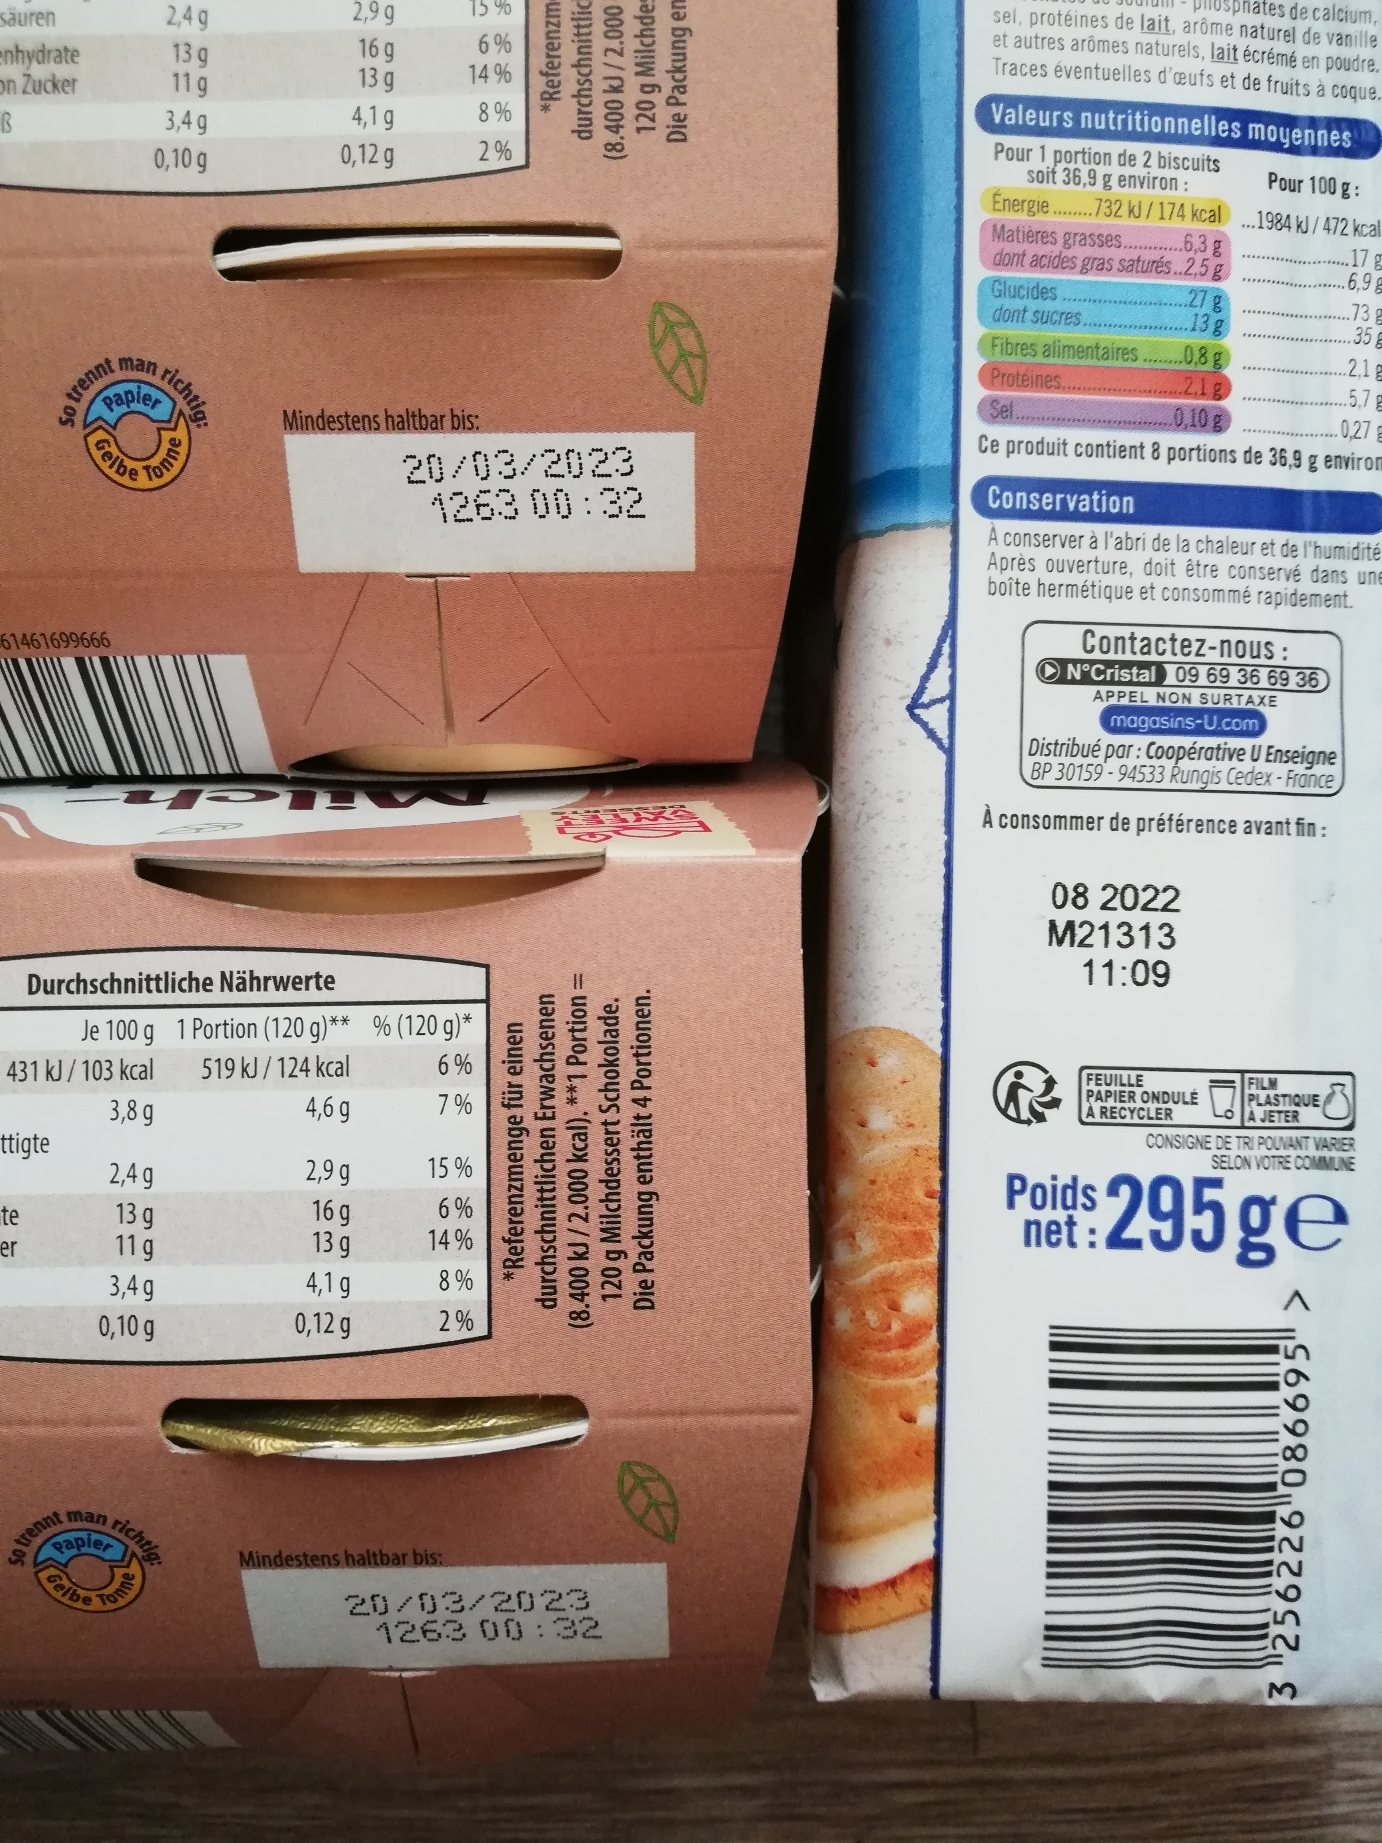 säuren 2,4 g 2,9 g 15 %
enhydrate 13 g 16 g 6 %
on Zucker 11 g 13 g 14 %
ß 3,4 g 4,1 g 8 %
0,10 g 0,12 g 2 %
*Referenzm
durchschnittlic
(8.400 kJ / 2.000
120 g Milchdes
Die Packung en
So trennt man richtig:
Papier
Gelbe Tonne
Mindestens haltbar bis:
20/03/2023
1263 00:32
61461699666
Milch-
SWEET
VALLEY
DESSERTS
Durchschnittliche Nährwerte
Je 100 g 1 Portion (120 g)** % (120 g)*
431 kJ / 103 kcal 519 kJ / 124 kcal 6 %
3,8 g 4,6 g 7 %
ttigte
2,4 g 2,9 g 15 %
te 13 g 16 g 6 %
er 11 g 13 g 14 %
3,4 g 4,1 g 8 %
0,10 g 0,12 g 2 %
*Referenzmenge für einen
durchschnittlichen Erwachsenen
(8.400 kJ / 2.000 kcal). **1 Portion =
120 g Milchdessert Schokolade.
Die Packung enthält 4 Portionen.
So trennt man richtig:
Papier
Gelbe Tonne
Mindestens haltbar bis:
20/03/2023
1263 00:32
phosphates de calcium,
sel, protéines de lait, arôme naturel de vanille
et autres arômes naturels, lait écrémé en poudre.
Traces éventuelles d'œufs et de fruits à coque.
Valeurs nutritionnelles moyennes
Pour 1 portion de 2 biscuits
soit 36,9 g environ : Pour 100 g :
Énergie ........732 kJ / 174 kcal ...1984 kJ / 472 kcal
Matières grasses............6,3 g ..................17 g
dont acides gras saturés..2,5 g ..................6,9 g
Glucides ......................27 g ..................73 g
dont sucres...................13 g ..................35 g
Fibres alimentaires .......0,8 g ..................2,1 g
Protéines....................2,1 g ..................5,7 g
Sel...........................0,10 g ................0,27 g
Ce produit contient 8 portions de 36,9 g environ
Conservation
À conserver à l'abri de la chaleur et de l'humidité
Après ouverture, doit être conservé dans une
boîte hermétique et consommé rapidement.
Contactez-nous :
N°Cristal 09 69 36 69 36
APPEL NON SURTAXE
magasins-U.com
Distribué par : Coopérative U Enseigne
BP 30159 - 94533 Rungis Cedex - France
À consommer de préférence avant fin :
08 2022
M21313
11:09
FEUILLE
PAPIER ONDULÉ
À RECYCLER
FILM
PLASTIQUE
À JETER
CONSIGNE DE TRI POUVANT VARIER
SELON VOTRE COMMUNE
Poids net : 295 g e
3 256226 086695 >